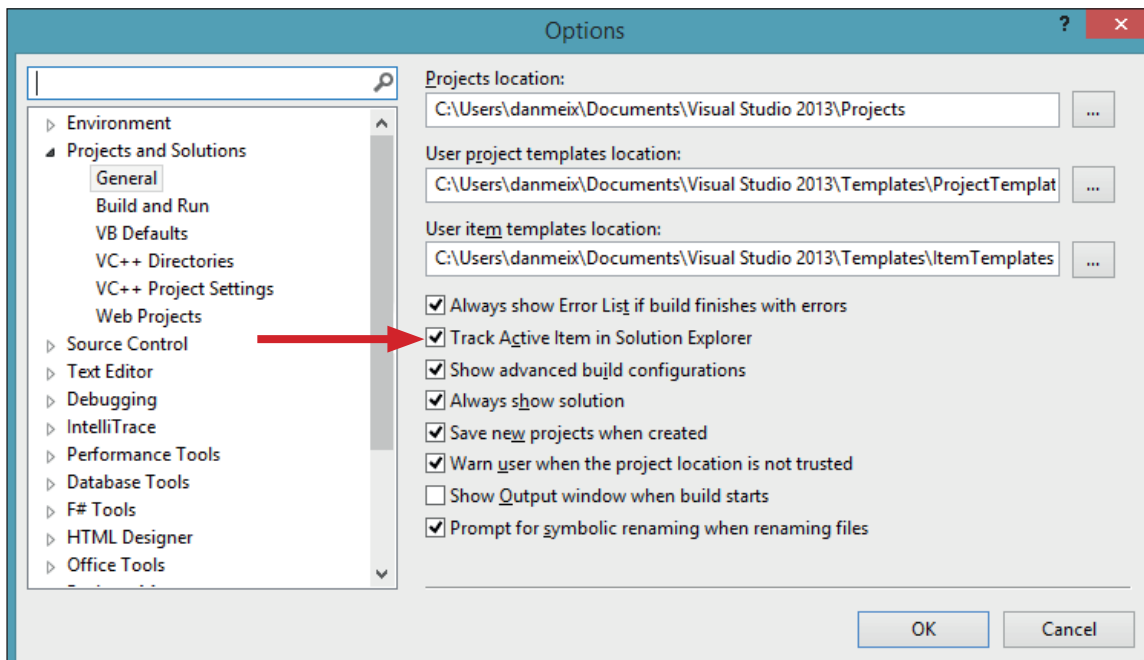 Options
?
Environment
Projects and Solutions
General
Build and Run
VB Defaults
VC++ Directories
VC++ Project Settings
Web Projects
Source Control
Text Editor
Debugging
IntelliTrace
Performance Tools
Database Tools
F# Tools
HTML Designer
Office Tools
Projects location:
C:\Users\danmeix\Documents\Visual Studio 2013\Projects
...
User project templates location:
C:\Users\danmeix\Documents\Visual Studio 2013\Templates\ProjectTemplat
...
User item templates location:
C:\Users\danmeix\Documents\Visual Studio 2013\Templates\ItemTemplates
...
Always show Error List if build finishes with errors
Track Active Item in Solution Explorer
Show advanced build configurations
Always show solution
Save new projects when created
Warn user when the project location is not trusted
Show Output window when build starts
Prompt for symbolic renaming when renaming files
OK
Cancel